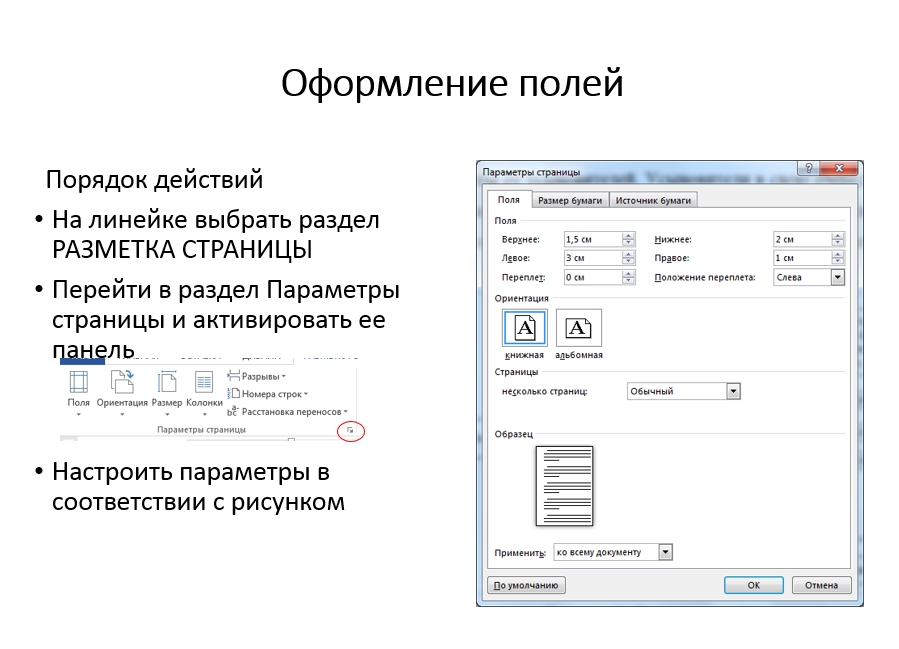 Оформление полей
Порядок действий
• На линейке выбрать раздел
РАЗМЕТКА СТРАНИЦЫ
• Перейти в раздел Параметры
страницы и активировать ее
панель
Поля Ориентация Размер Колонки
Разрывы
Номера строк
Расстановка переносов
Параметры страницы
• Настроить параметры в
соответствии с рисунком
Параметры страницы
Поля Размер бумаги Источник бумаги
Поля
Верхнее: 1,5 см Нижнее: 2 см
Левое: 3 см Правое: 1 см
Переплет: 0 см Положение переплета: Слева
Ориентация
книжная альбомная
Страницы
несколько страниц: Обычный
Образец
Применить: ко всему документу
По умолчанию ОК Отмена